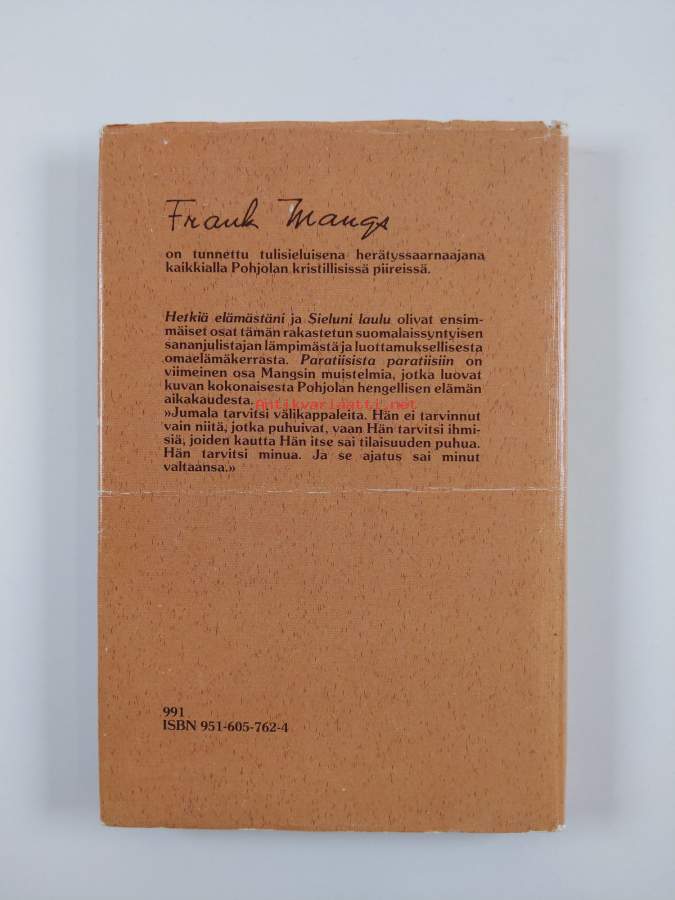 Frank Mangs
on tunnettu tulisieluisena herätyssaarnaajana
kaikkialla Pohjolan kristillisissä piireissä.
Hetkiä elämästäni ja Sieluni laulu olivat ensim-
mäiset osat tämän rakastetun suomalaissyntyisen
sananjulistajan lämpimästä ja luottamuksellisesta
omaelämäkerrasta. Paratiisista paratiisiin on
viimeinen osa Mangsin muistelmia, jotka luovat
kuvan kokonaisesta Pohjolan hengellisen elämän
aikakaudesta.
Antikvariaatti.net
»Jumala tarvitsi välikappaleita. Hän ei tarvinnut
vain niitä, jotka puhuivat, vaan Hän tarvitsi ihmi-
siä, joiden kautta Hän itse sai tilaisuuden puhua.
Hän tarvitsi minua. Ja se ajatus sai minut
valtaansa.»
991
ISBN 951-605-762-4